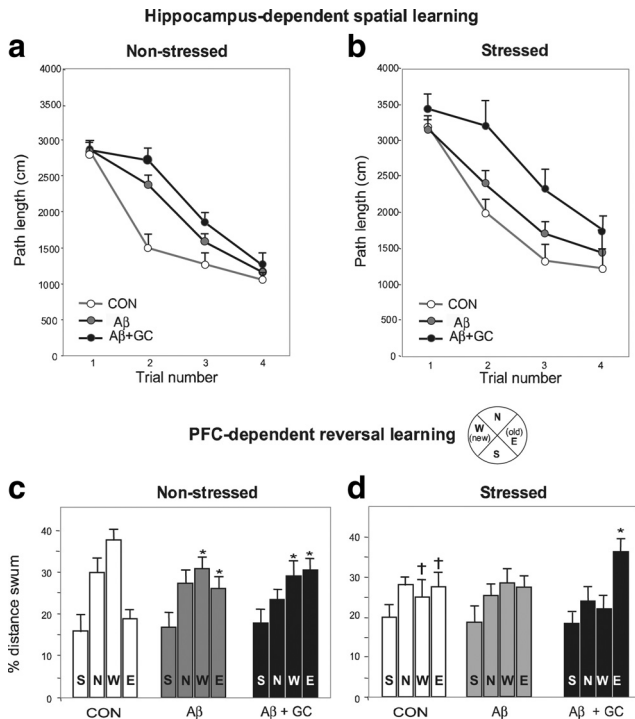 Hippocampus-dependent spatial learning
a
Non-stressed
4000
3500
3000
2500
2000
1500
1000
500
0
Path length (cm)
CON
Aβ
Aβ+GC
1 2 3 4
Trial number
b
Stressed
4000
3500
3000
2500
2000
1500
1000
500
0
Path length (cm)
CON
Aβ
Aβ+GC
1 2 3 4
Trial number
PFC-dependent reversal learning
N
W (old)
(new) E
S
c
Non-stressed
40
30
20
10
0
% distance swum
* * * *
S N W E S N W E S N W E
CON Aβ Aβ + GC
d
Stressed
40
30
20
10
0
† † *
S N W E S N W E S N W E
CON Aβ Aβ + GC